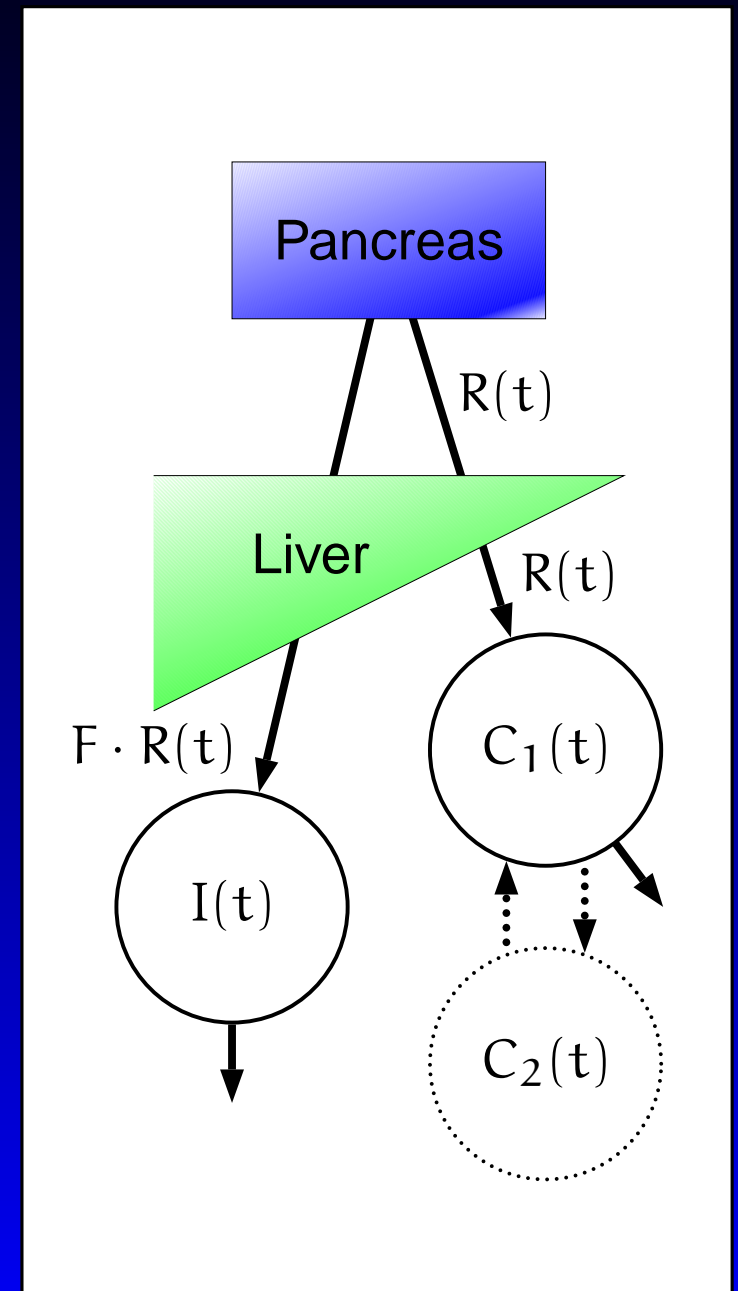 Pancreas
R(t)
Liver
R(t)
F · R(t)
C₁(t)
I(t)
C₂(t)